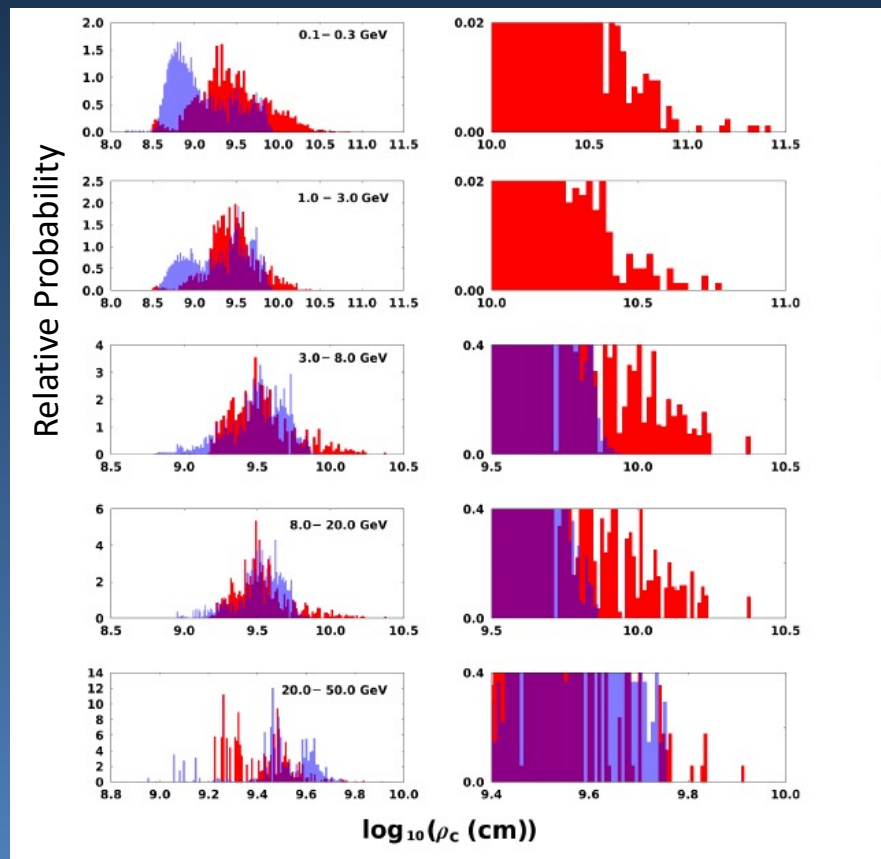 Relative Probability
2.0
1.5
1.0
0.5
0.0
0.1 – 0.3 GeV
8.0 8.5 9.0 9.5 10.0 10.5 11.0 11.5
0.02
0.00
10.0 10.5 11.0 11.5
2.5
2.0
1.5
1.0
0.5
0.0
1.0 – 3.0 GeV
8.0 8.5 9.0 9.5 10.0 10.5 11.0 11.5
0.02
0.00
10.0 10.5 11.0
4
3
2
1
0
3.0 – 8.0 GeV
8.5 9.0 9.5 10.0 10.5
0.4
0.0
9.5 10.0 10.5
6
4
2
0
8.0 – 20.0 GeV
8.5 9.0 9.5 10.0 10.5
0.4
0.0
9.5 10.0 10.5
14
12
10
8
6
4
2
0
20.0 – 50.0 GeV
8.8 9.0 9.2 9.4 9.6 9.8 10.0
0.4
0.0
9.4 9.6 9.8 10.0
log₁₀(ρc (cm))